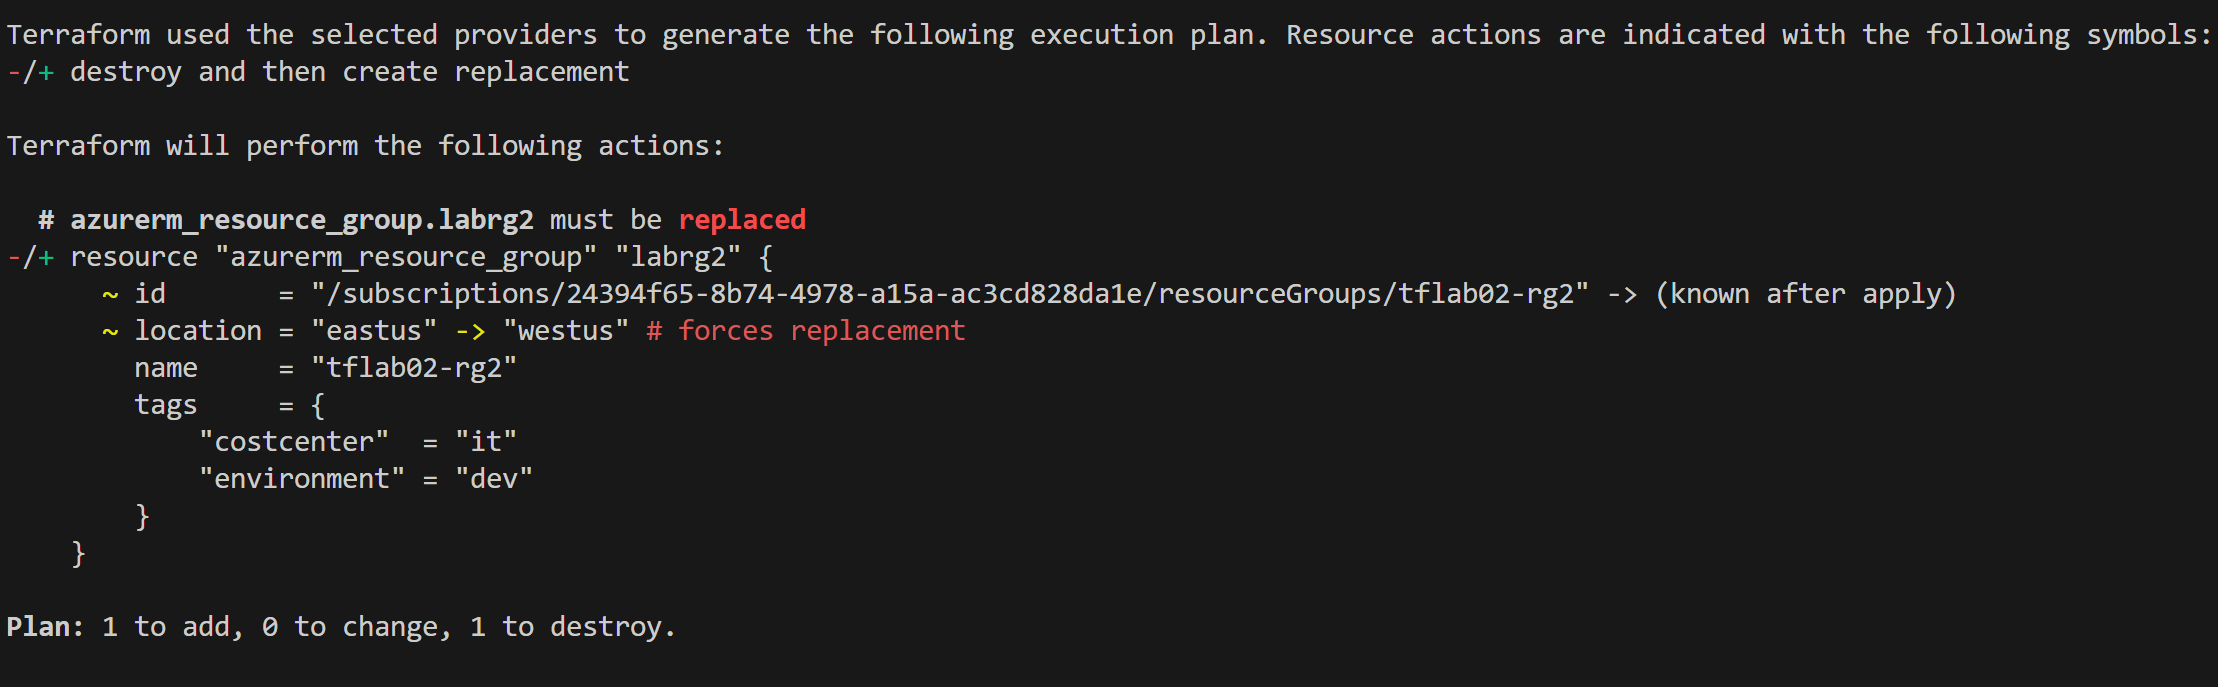 Terraform used the selected providers to generate the following execution plan. Resource actions are indicated with the following symbols:
-/+ destroy and then create replacement

Terraform will perform the following actions:

  # azurerm_resource_group.labrg2 must be replaced
-/+ resource "azurerm_resource_group" "labrg2" {
      ~ id       = "/subscriptions/24394f65-8b74-4978-a15a-ac3cd828da1e/resourceGroups/tflab02-rg2" -> (known after apply)
      ~ location = "eastus" -> "westus" # forces replacement
        name     = "tflab02-rg2"
        tags     = {
            "costcenter"  = "it"
            "environment" = "dev"
        }
    }

Plan: 1 to add, 0 to change, 1 to destroy.